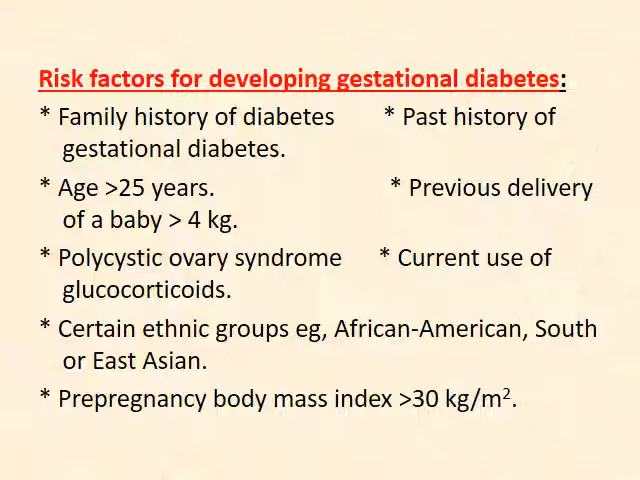 Risk factors for developing gestational diabetes:
* Family history of diabetes * Past history of
gestational diabetes.
* Age >25 years. * Previous delivery
of a baby > 4 kg.
* Polycystic ovary syndrome * Current use of
glucocorticoids.
* Certain ethnic groups eg, African-American, South
or East Asian.
* Prepregnancy body mass index >30 kg/m².